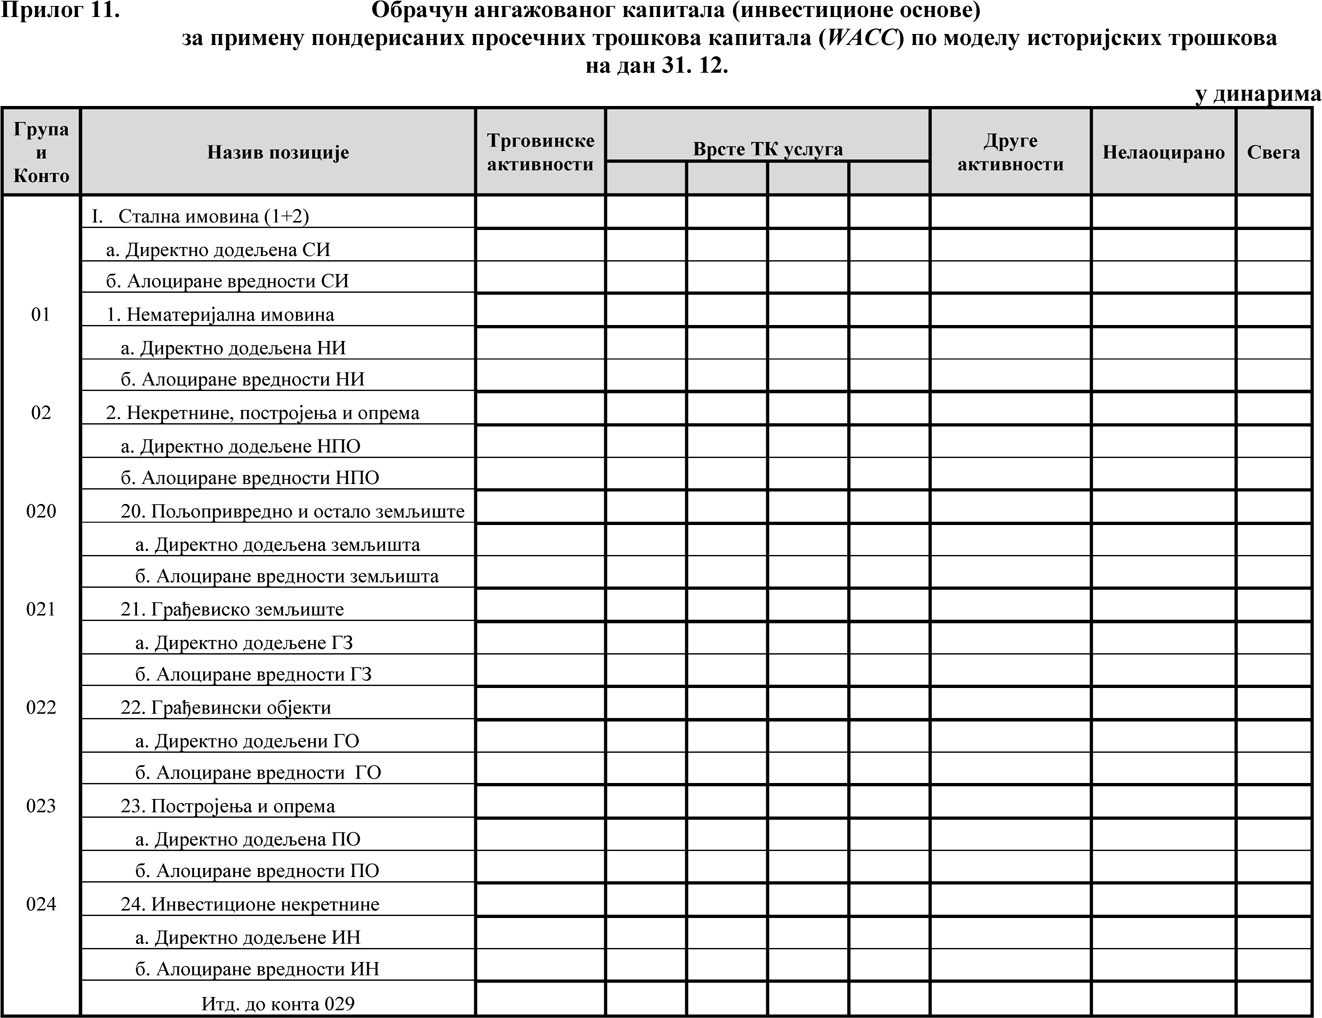 Прилог 11. Обрачун ангажованог капитала (инвестиционе основе)
за примену пондерисаних просечних трошкова капитала (WACC) по моделу историјских трошкова
на дан 31. 12.
у динарима
Група и Конто Назив позиције Трговинске активности Врсте ТК услуга Друге активности Нелаоцирано Свега
I. Стална имовина (1+2)
а. Директно додељена СИ
б. Алоциране вредности СИ
01 1. Нематеријална имовина
а. Директно додељена НИ
б. Алоциране вредности НИ
02 2. Некретнине, постројења и опрема
а. Директно додељене НПО
б. Алоциране вредности НПО
020 20. Пољопривредно и остало земљиште
а. Директно додељена земљишта
б. Алоциране вредности земљишта
021 21. Грађевиско земљиште
а. Директно додељене ГЗ
б. Алоциране вредности ГЗ
022 22. Грађевински објекти
а. Директно додељени ГО
б. Алоциране вредности ГО
023 23. Постројења и опрема
а. Директно додељена ПО
б. Алоциране вредности ПО
024 24. Инвестиционе некретнине
а. Директно додељене ИН
б. Алоциране вредности ИН
Итд. до конта 029